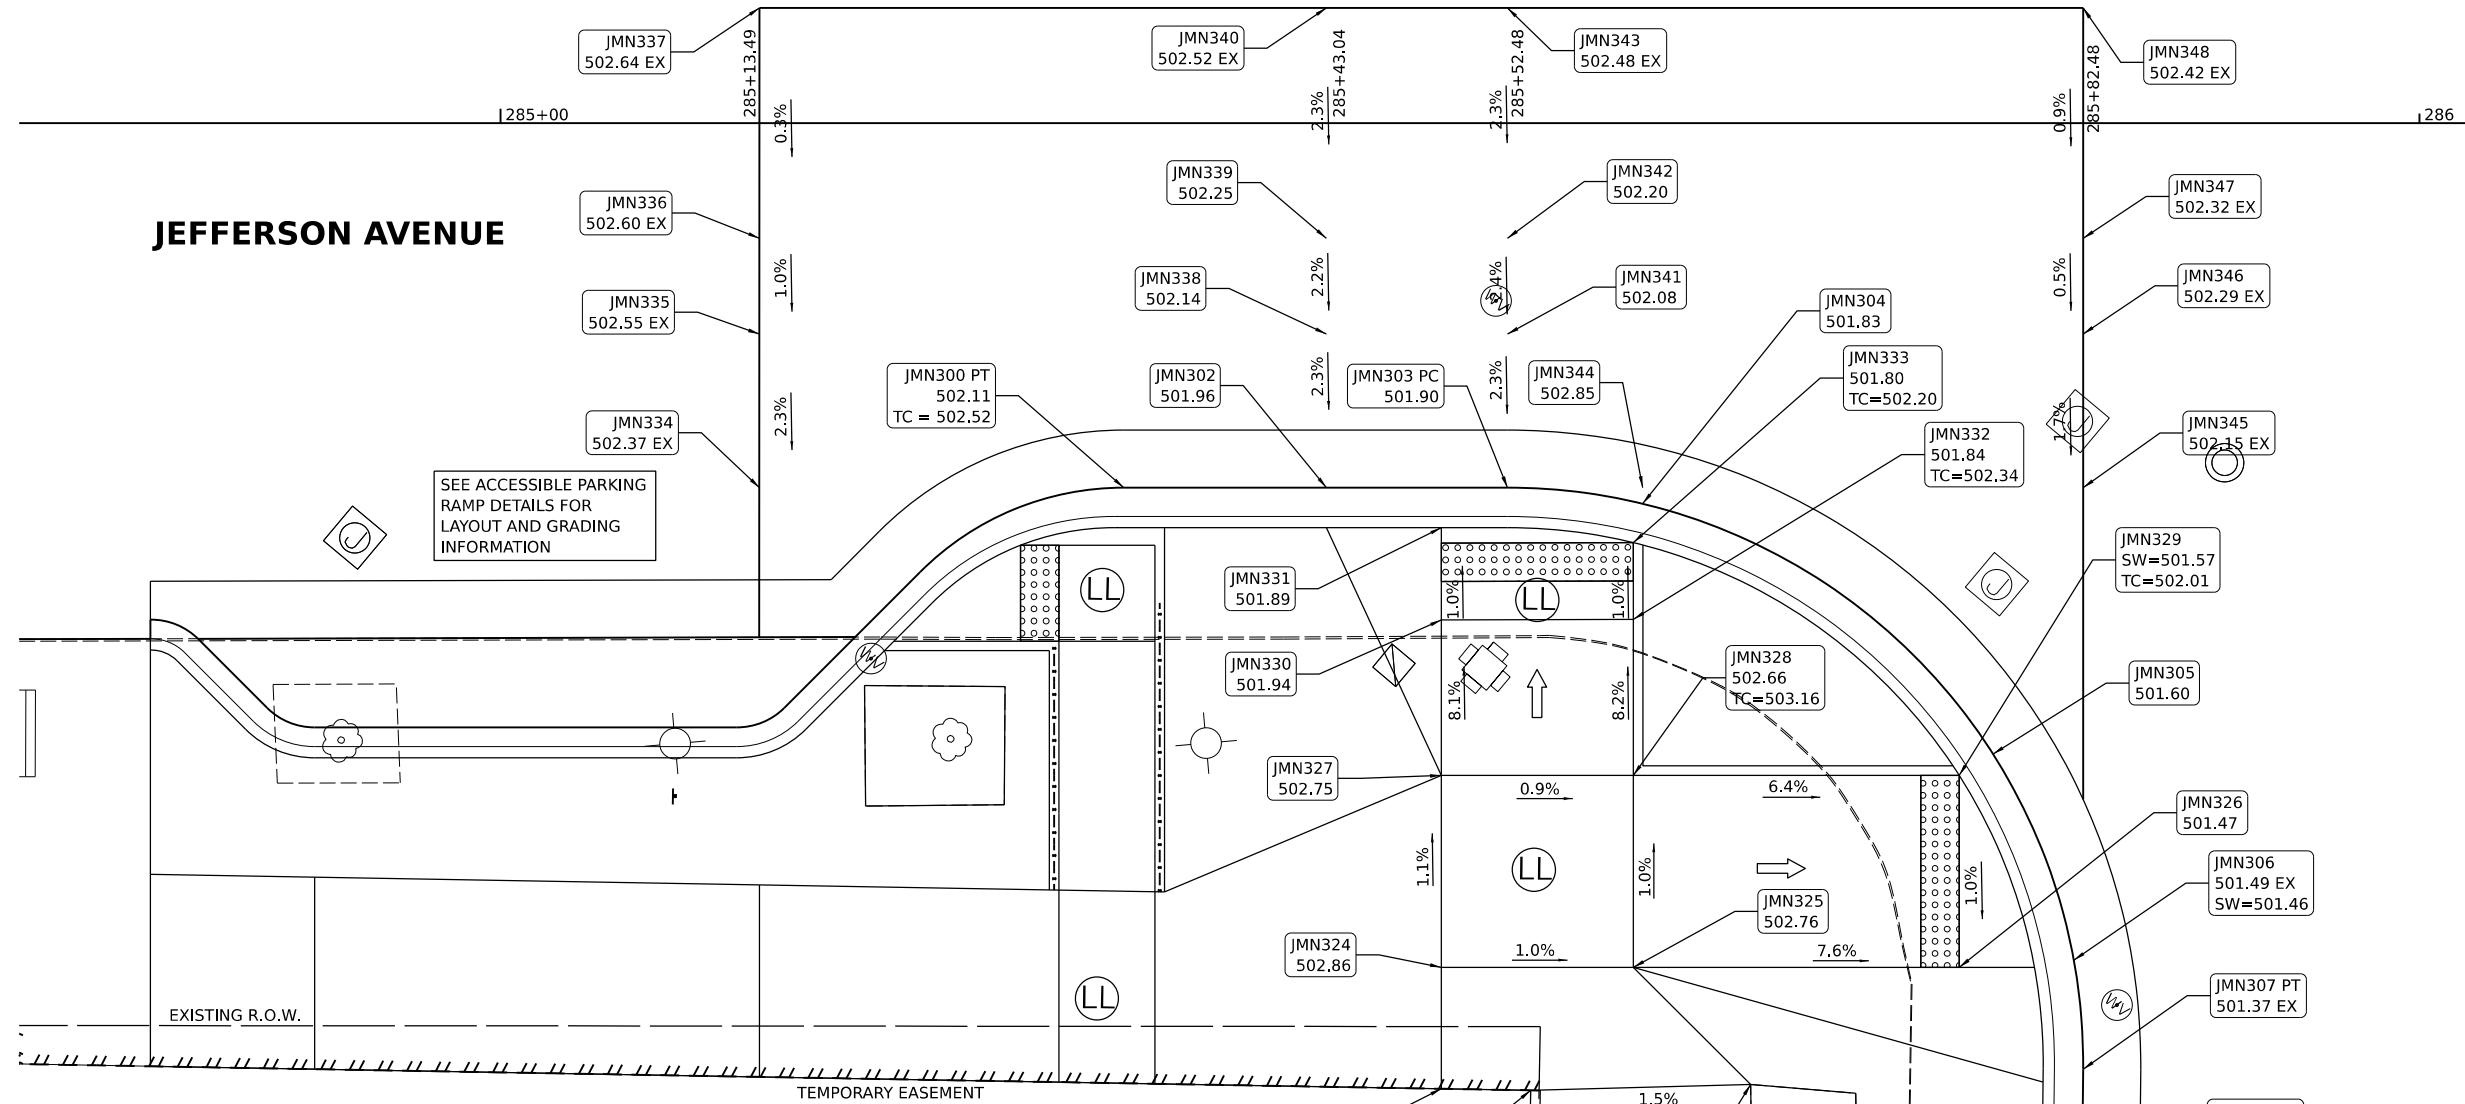 JMN337
502.64 EX
285+13.49
JMN340
502.52 EX
285+43.04
JMN343
502.48 EX
285+52.48
JMN348
502.42 EX
285+82.48
285+00
286
0.3%
2.3%
2.3%
0.9%
JMN339
502.25
JMN342
502.20
JMN347
502.32 EX
JMN336
502.60 EX
JEFFERSON AVENUE
1.0%
2.2%
2.4%
0.5%
JMN338
502.14
JMN341
502.08
JMN346
502.29 EX
JMN335
502.55 EX
JMN304
501.83
JMN333
501.80
TC=502.20
JMN300 PT
502.11
TC = 502.52
JMN302
501.96
2.3%
JMN303 PC
501.90
2.3%
JMN344
502.85
2.3%
1.7%
JMN334
502.37 EX
JMN345
502.15 EX
JMN332
501.84
TC=502.34
SEE ACCESSIBLE PARKING
RAMP DETAILS FOR
LAYOUT AND GRADING
INFORMATION
JMN329
SW=501.57
TC=502.01
JMN331
501.89
1.0%
1.0%
LL
LL
JMN330
501.94
JMN328
502.66
TC=503.16
JMN305
501.60
8.1%
8.2%
JMN327
502.75
0.9%
6.4%
JMN326
501.47
1.1%
LL
1.0%
1.0%
JMN306
501.49 EX
SW=501.46
JMN325
502.76
JMN324
502.86
1.0%
7.6%
LL
JMN307 PT
501.37 EX
EXISTING R.O.W.
TEMPORARY EASEMENT
1.5%